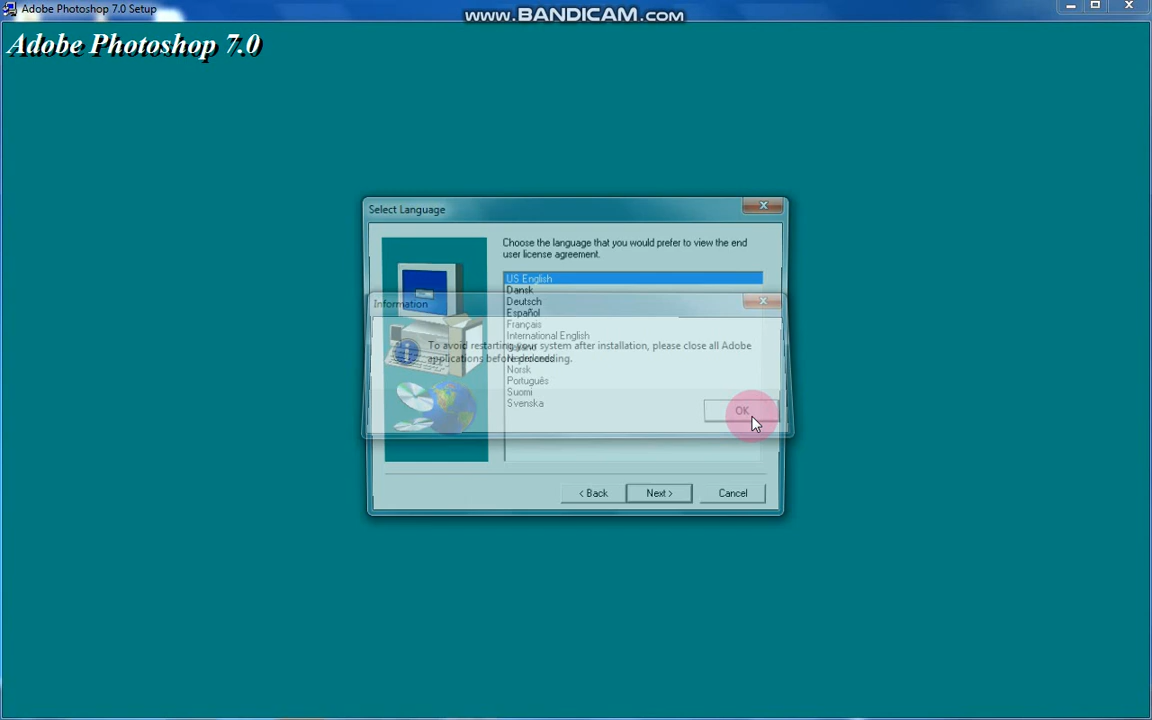 Adobe Photoshop 7.0 Setup
www.BANDICAM.com
Adobe Photoshop 7.0
Select Language
Choose the language that you would prefer to view the end
user license agreement.
US English
Dansk
Information
Deutsch
Español
Français
International English
To avoid restarting your system after installation, please close all Adobe
applications before proceeding.
Nederlands
Norsk
Português
Suomi
Svenska
OK
< Back
Next >
Cancel